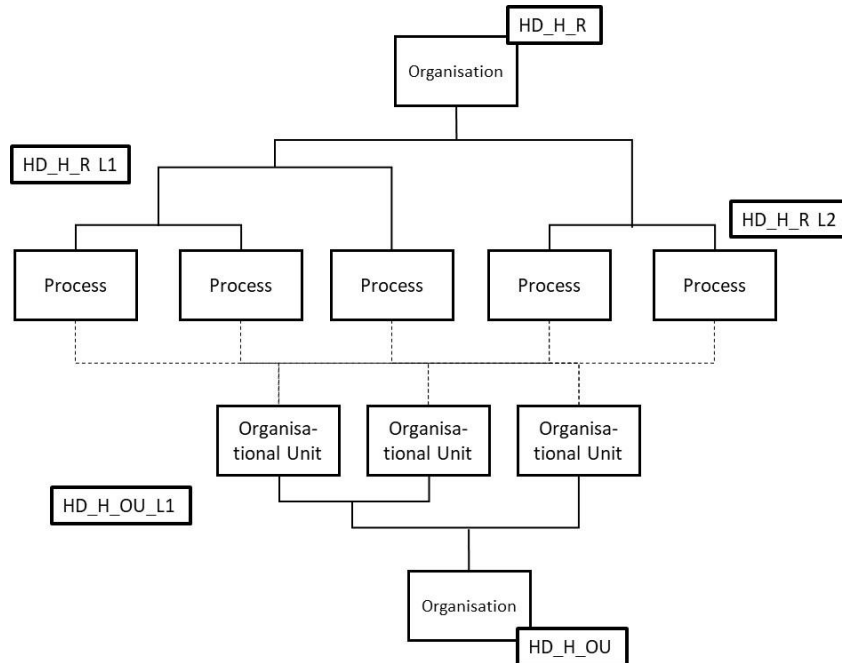 HD_H_R
Organisation
HD_H_R L1
HD_H_R L2
Process
Process
Process
Process
Process
Organisa-
tional Unit
Organisa-
tional Unit
Organisa-
tional Unit
HD_H_OU_L1
Organisation
HD_H_OU